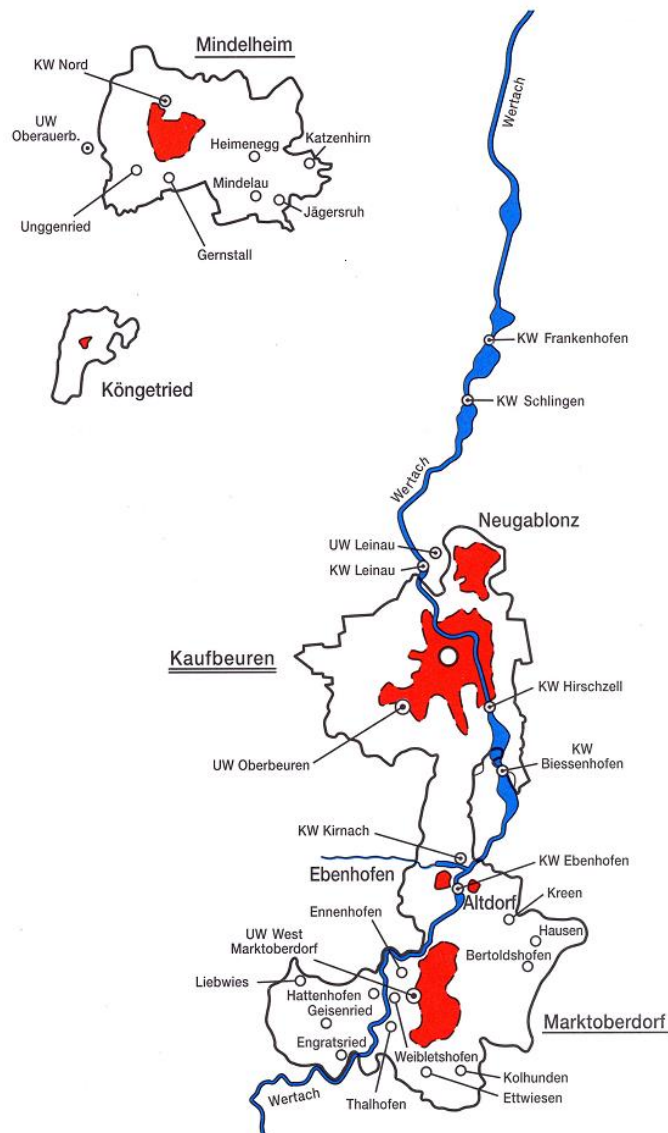 Mindelheim
KW Nord
UW
Oberauerb.
Heimenegg
Katzenhirn
Mindelau
Jägersruh
Unggenried
Gernstall
Wertach
Köngetried
KW Frankenhofen
KW Schlingen
Wertach
Neugablonz
UW Leinau
KW Leinau
Kaufbeuren
KW Hirschzell
UW Oberbeuren
KW
Biessenhofen
KW Kirnach
Ebenhofen
KW Ebenhofen
Altdorf
Kreen
Ennenhofen
Hausen
UW West
Marktoberdorf
Bertoldshofen
Liebwies
Hattenhofen
Geisenried
Marktoberdorf
Engratsried
Weibletshofen
Kolhunden
Wertach
Thalhofen
Ettwiesen